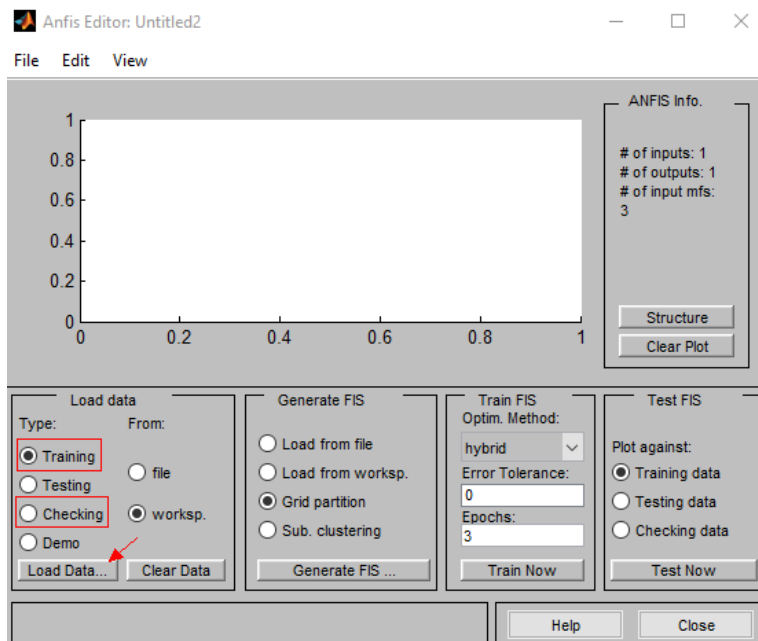 Anfis Editor: Untitled2
File Edit View
1
0.8
0.6
0.4
0.2
0
0 0.2 0.4 0.6 0.8 1
ANFIS Info.
# of inputs: 1
# of outputs: 1
# of input mfs:
3
Structure
Clear Plot
Load data
Type: From:
Training
Testing
Checking
Demo
file
worksp.
Load Data... Clear Data
Generate FIS
Load from file
Load from worksp.
Grid partition
Sub. clustering
Generate FIS ...
Train FIS
Optim. Method:
hybrid
Error Tolerance:
0
Epochs:
3
Train Now
Test FIS
Plot against:
Training data
Testing data
Checking data
Test Now
Help Close